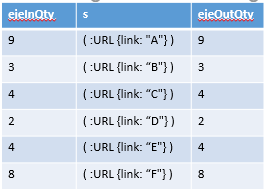 ejeInQty s ejeOutQty
9 ( :URL {link: "A"} ) 9
3 ( :URL {link: “B”} ) 3
4 ( :URL {link: “C”} ) 4
2 ( :URL {link: “D”} ) 2
4 ( :URL {link: “E”} ) 4
8 ( :URL {link: “F”} ) 8